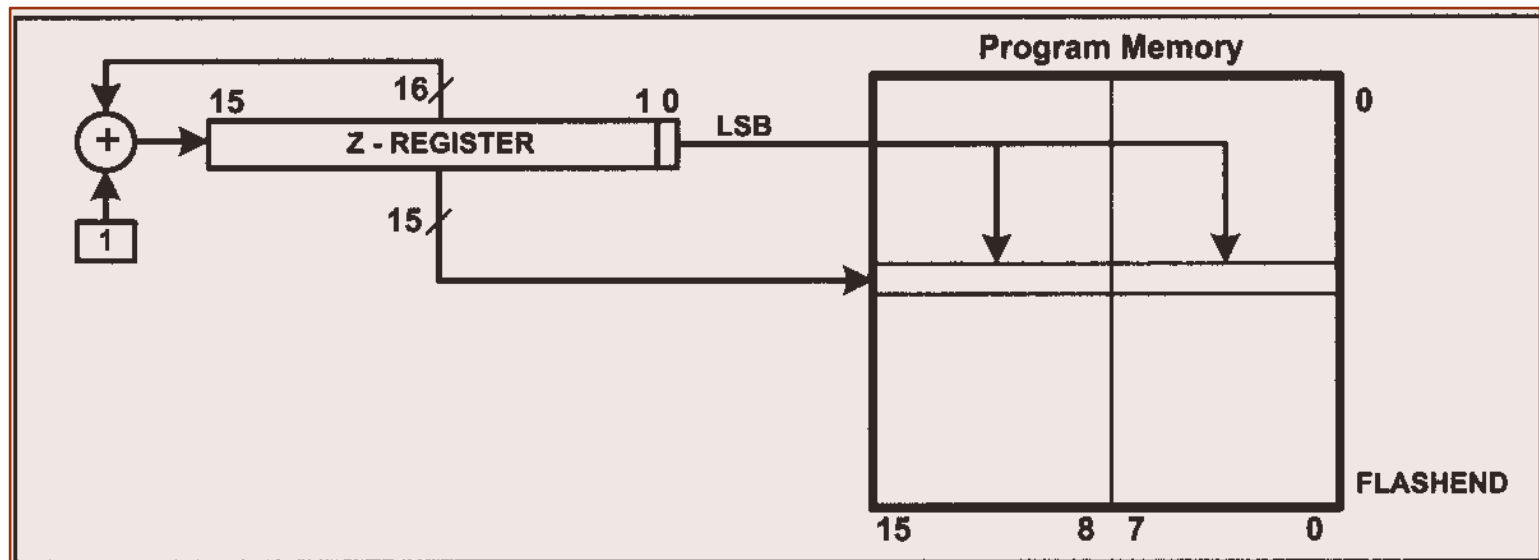 Program Memory
16
15
1 0
0
+
Z - REGISTER
LSB
15
1
FLASHEND
15
8
7
0